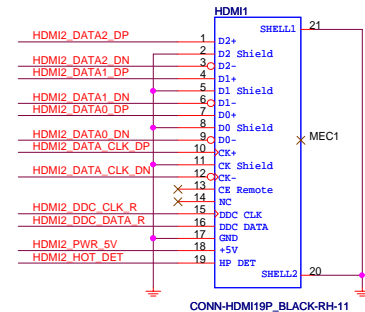 HDMI1
SHELL1 21
HDMI2_DATA2_DP 1 D2+
2 D2 Shield
HDMI2_DATA2_DN 3 D2-
HDMI2_DATA1_DP 4 D1+
5 D1 Shield
HDMI2_DATA1_DN 6 D1-
HDMI2_DATA0_DP 7 D0+
8 D0 Shield
HDMI2_DATA0_DN 9 D0-
MEC1
HDMI2_DATA_CLK_DP 10 CK+
11 CK Shield
HDMI2_DATA_CLK_DN 12 CK-
13 CE Remote
14 NC
HDMI2_DDC_CLK_R 15 DDC CLK
HDMI2_DDC_DATA_R 16 DDC DATA
17 GND
HDMI2_PWR_5V 18 +5V
HDMI2_HOT_DET 19 HP DET
SHELL2 20
CONN-HDMI19P_BLACK-RH-11